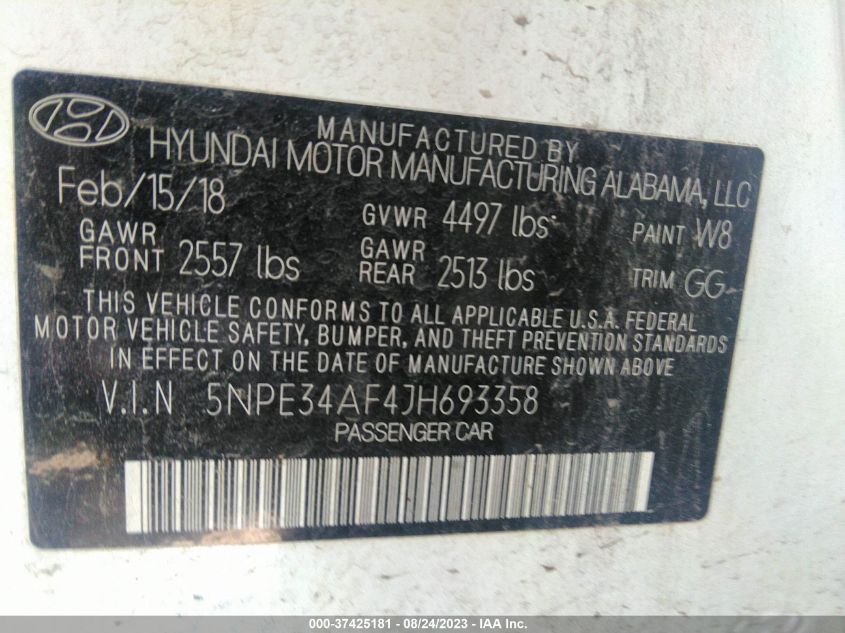 MANUFACTURED BY
HYUNDAI MOTOR MANUFACTURING ALABAMA, LLC
Feb/15/18
GVWR 4497 lbs
PAINT W8
GAWR
FRONT 2557 lbs
GAWR
REAR 2513 lbs
TRIM GG
THIS VEHICLE CONFORMS TO ALL APPLICABLE U.S.A. FEDERAL
MOTOR VEHICLE SAFETY, BUMPER, AND THEFT PREVENTION STANDARDS
IN EFFECT ON THE DATE OF MANUFACTURE SHOWN ABOVE
V.I.N 5NPE34AF4JH693358
PASSENGER CAR
000-37425181 - 08/24/2023 - IAA Inc.